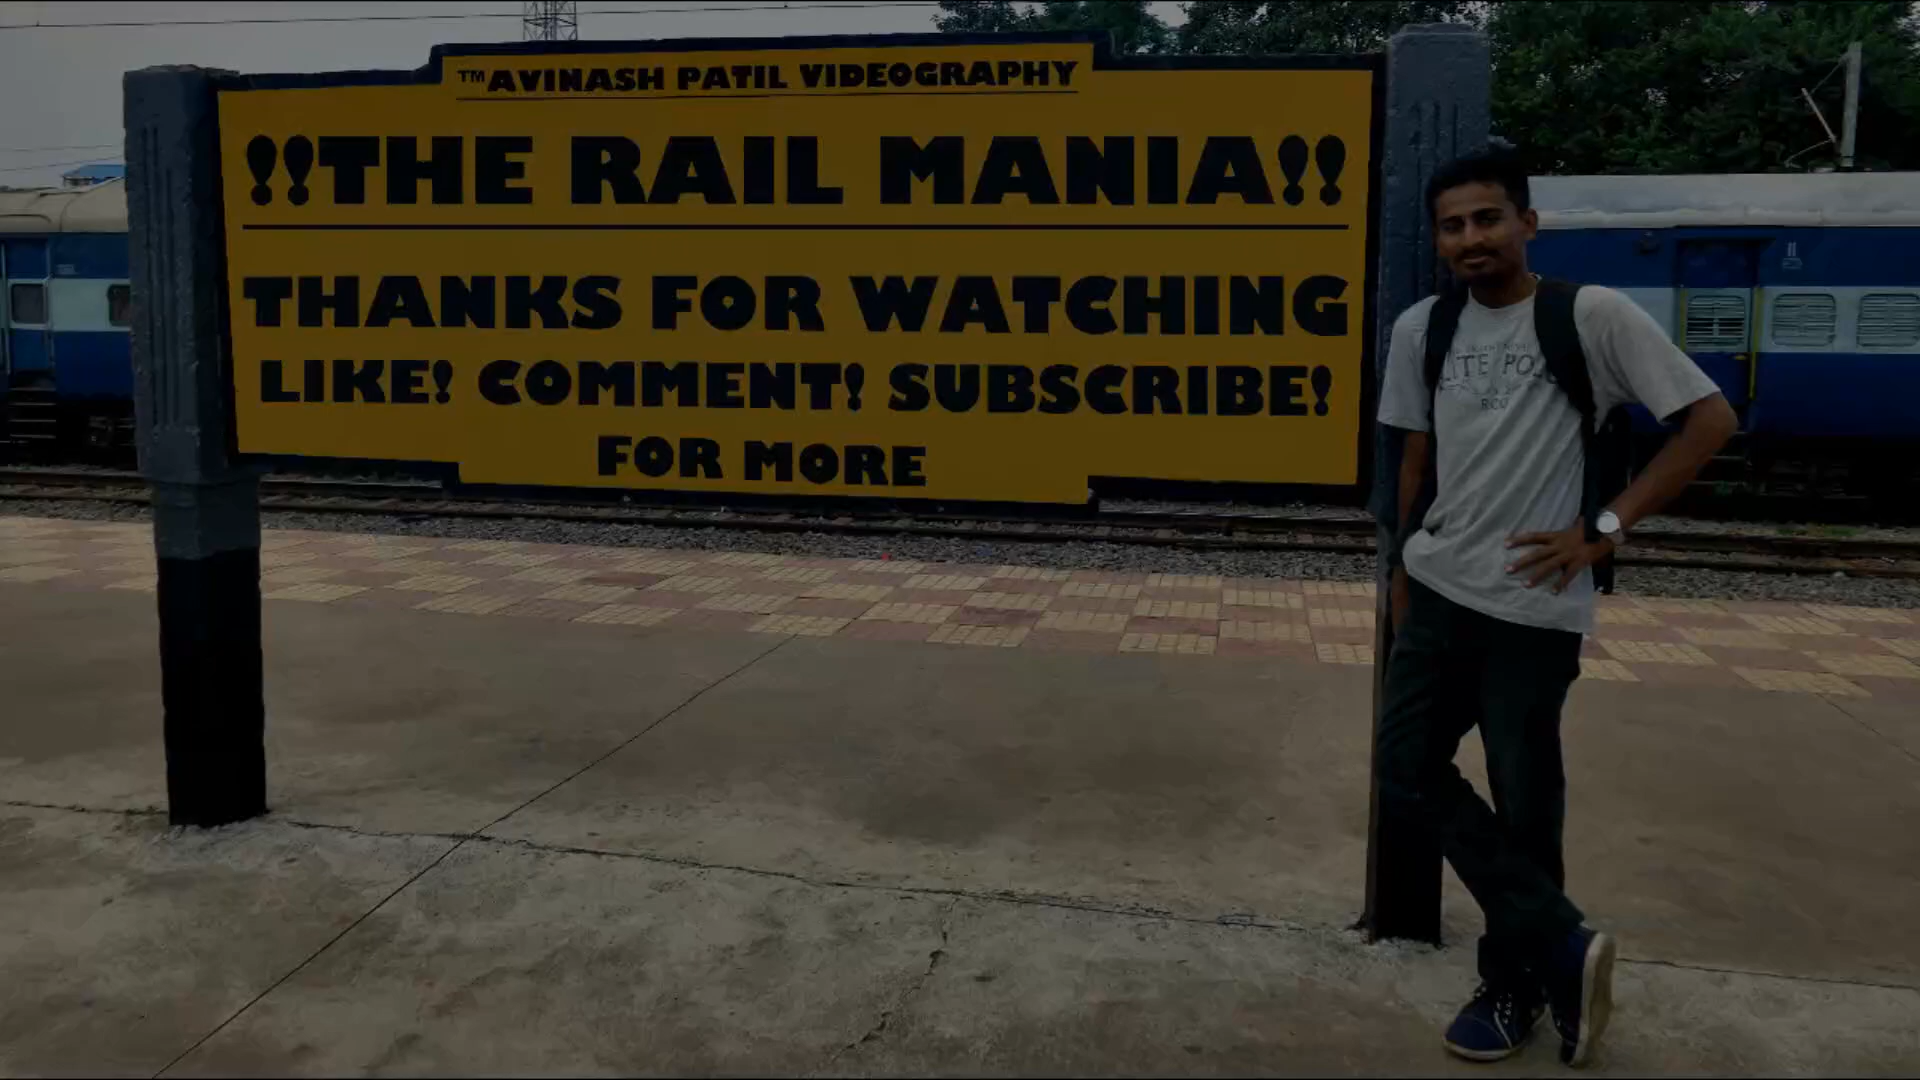 ™AVINASH PATIL VIDEOGRAPHY
!!THE RAIL MANIA!!
THANKS FOR WATCHING
LIKE! COMMENT! SUBSCRIBE!
FOR MORE